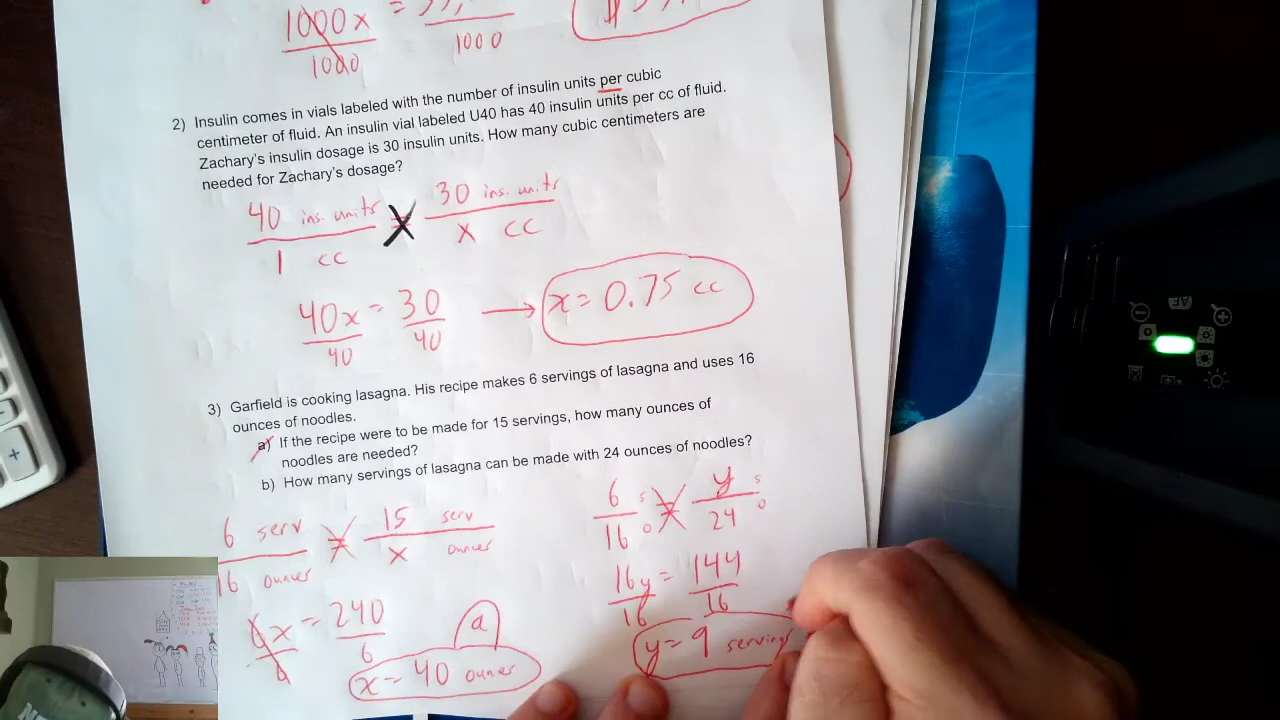 1000x =
1000 1000
2) Insulin comes in vials labeled with the number of insulin units per cubic
centimeter of fluid. An insulin vial labeled U40 has 40 insulin units per cc of fluid.
Zachary's insulin dosage is 30 insulin units. How many cubic centimeters are
needed for Zachary's dosage?
40 ins. units = 30 ins. units
1 cc x cc
40x = 30 → x = 0.75 cc
40 40
3) Garfield is cooking lasagna. His recipe makes 6 servings of lasagna and uses 16
ounces of noodles.
a) If the recipe were to be made for 15 servings, how many ounces of
noodles are needed?
b) How many servings of lasagna can be made with 24 ounces of noodles?
6 serv = 15 serv
16 ounces x ounces
6x = 240
6 6
a
x = 40 ounces
6 s = y s
16 o 24 o
16y = 144
16 16
y = 9 servings